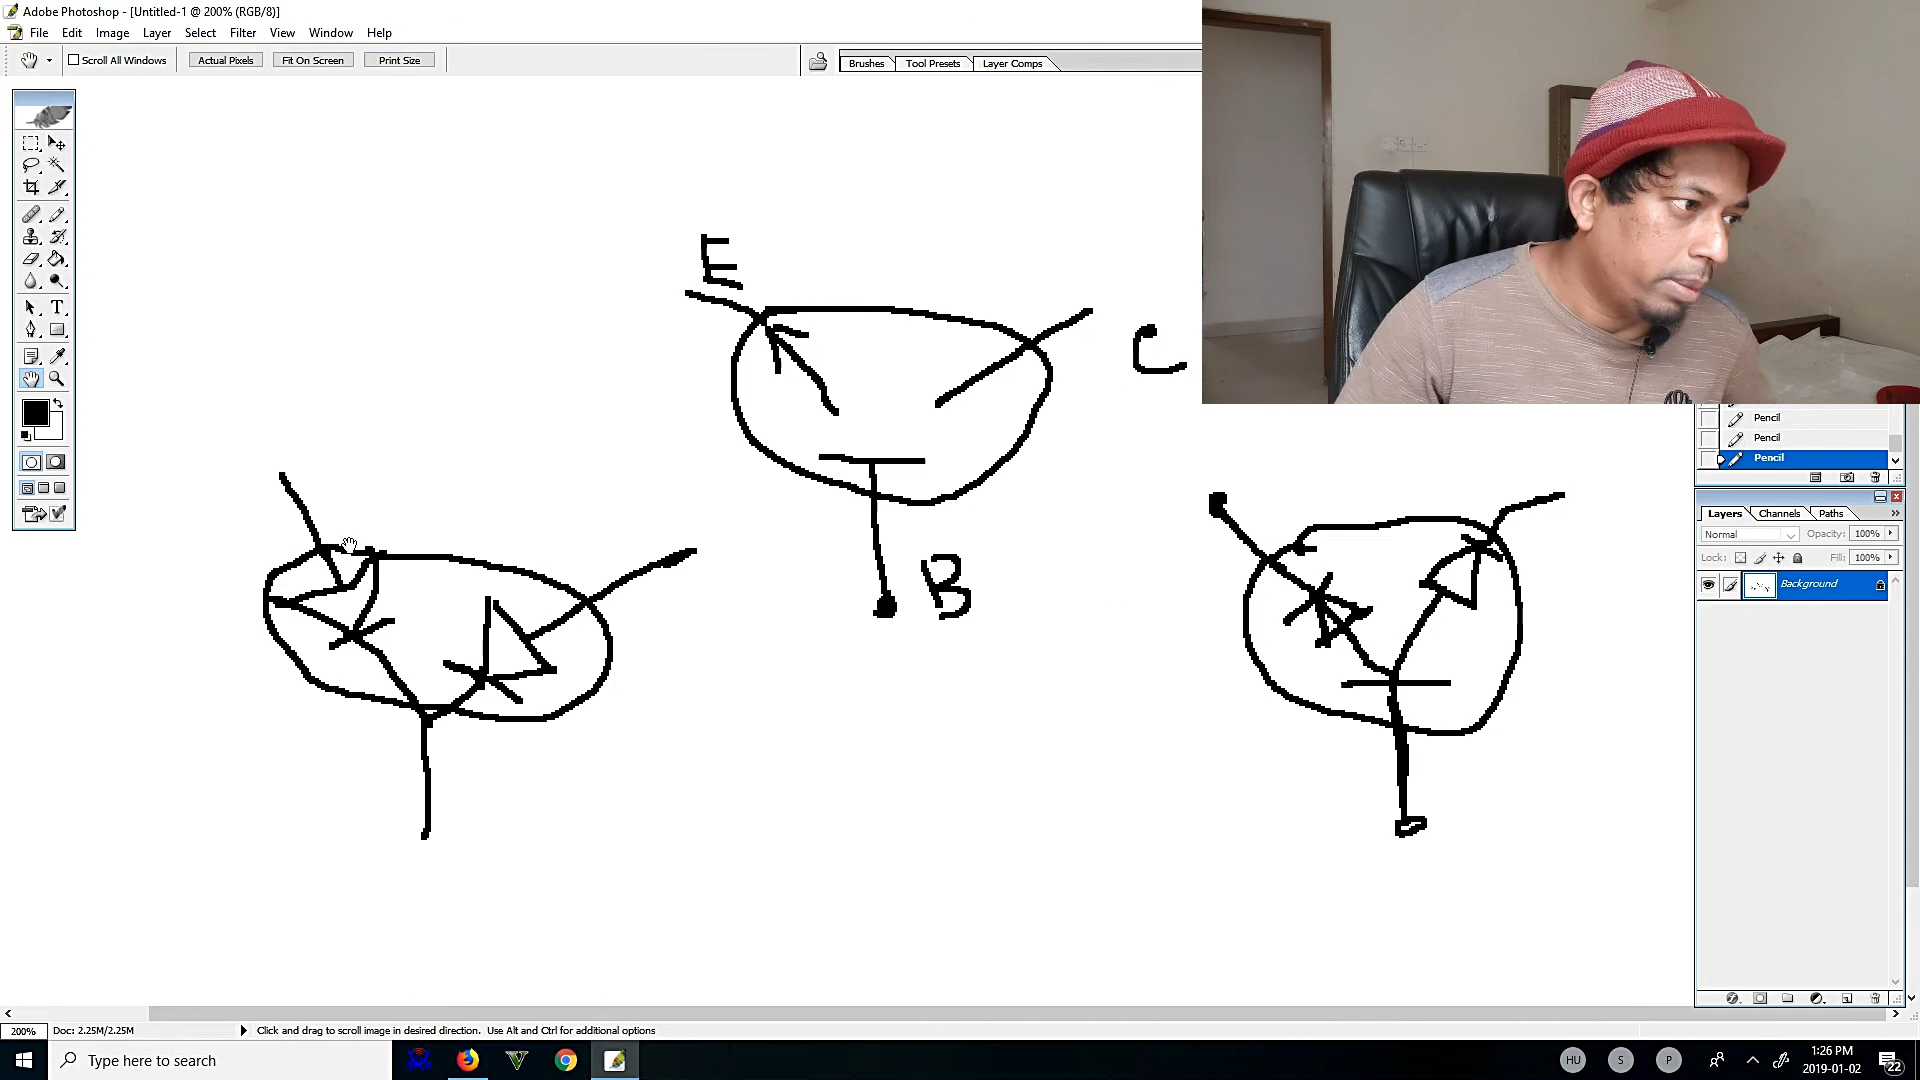 Adobe Photoshop - [Untitled-1 @ 200% (RGB/8)]
File Edit Image Layer Select Filter View Window Help
Scroll All Windows Actual Pixels Fit On Screen Print Size Brushes Tool Presets Layer Comps
E
C
B
Pencil
Pencil
Pencil
Layers Channels Paths
Normal Opacity: 100%
Lock: Fill: 100%
Background
200% Doc: 2.25M/2.25M Click and drag to scroll image in desired direction. Use Alt and Ctrl for additional options
Type here to search
HU S P
1:26 PM
2019-01-02
22